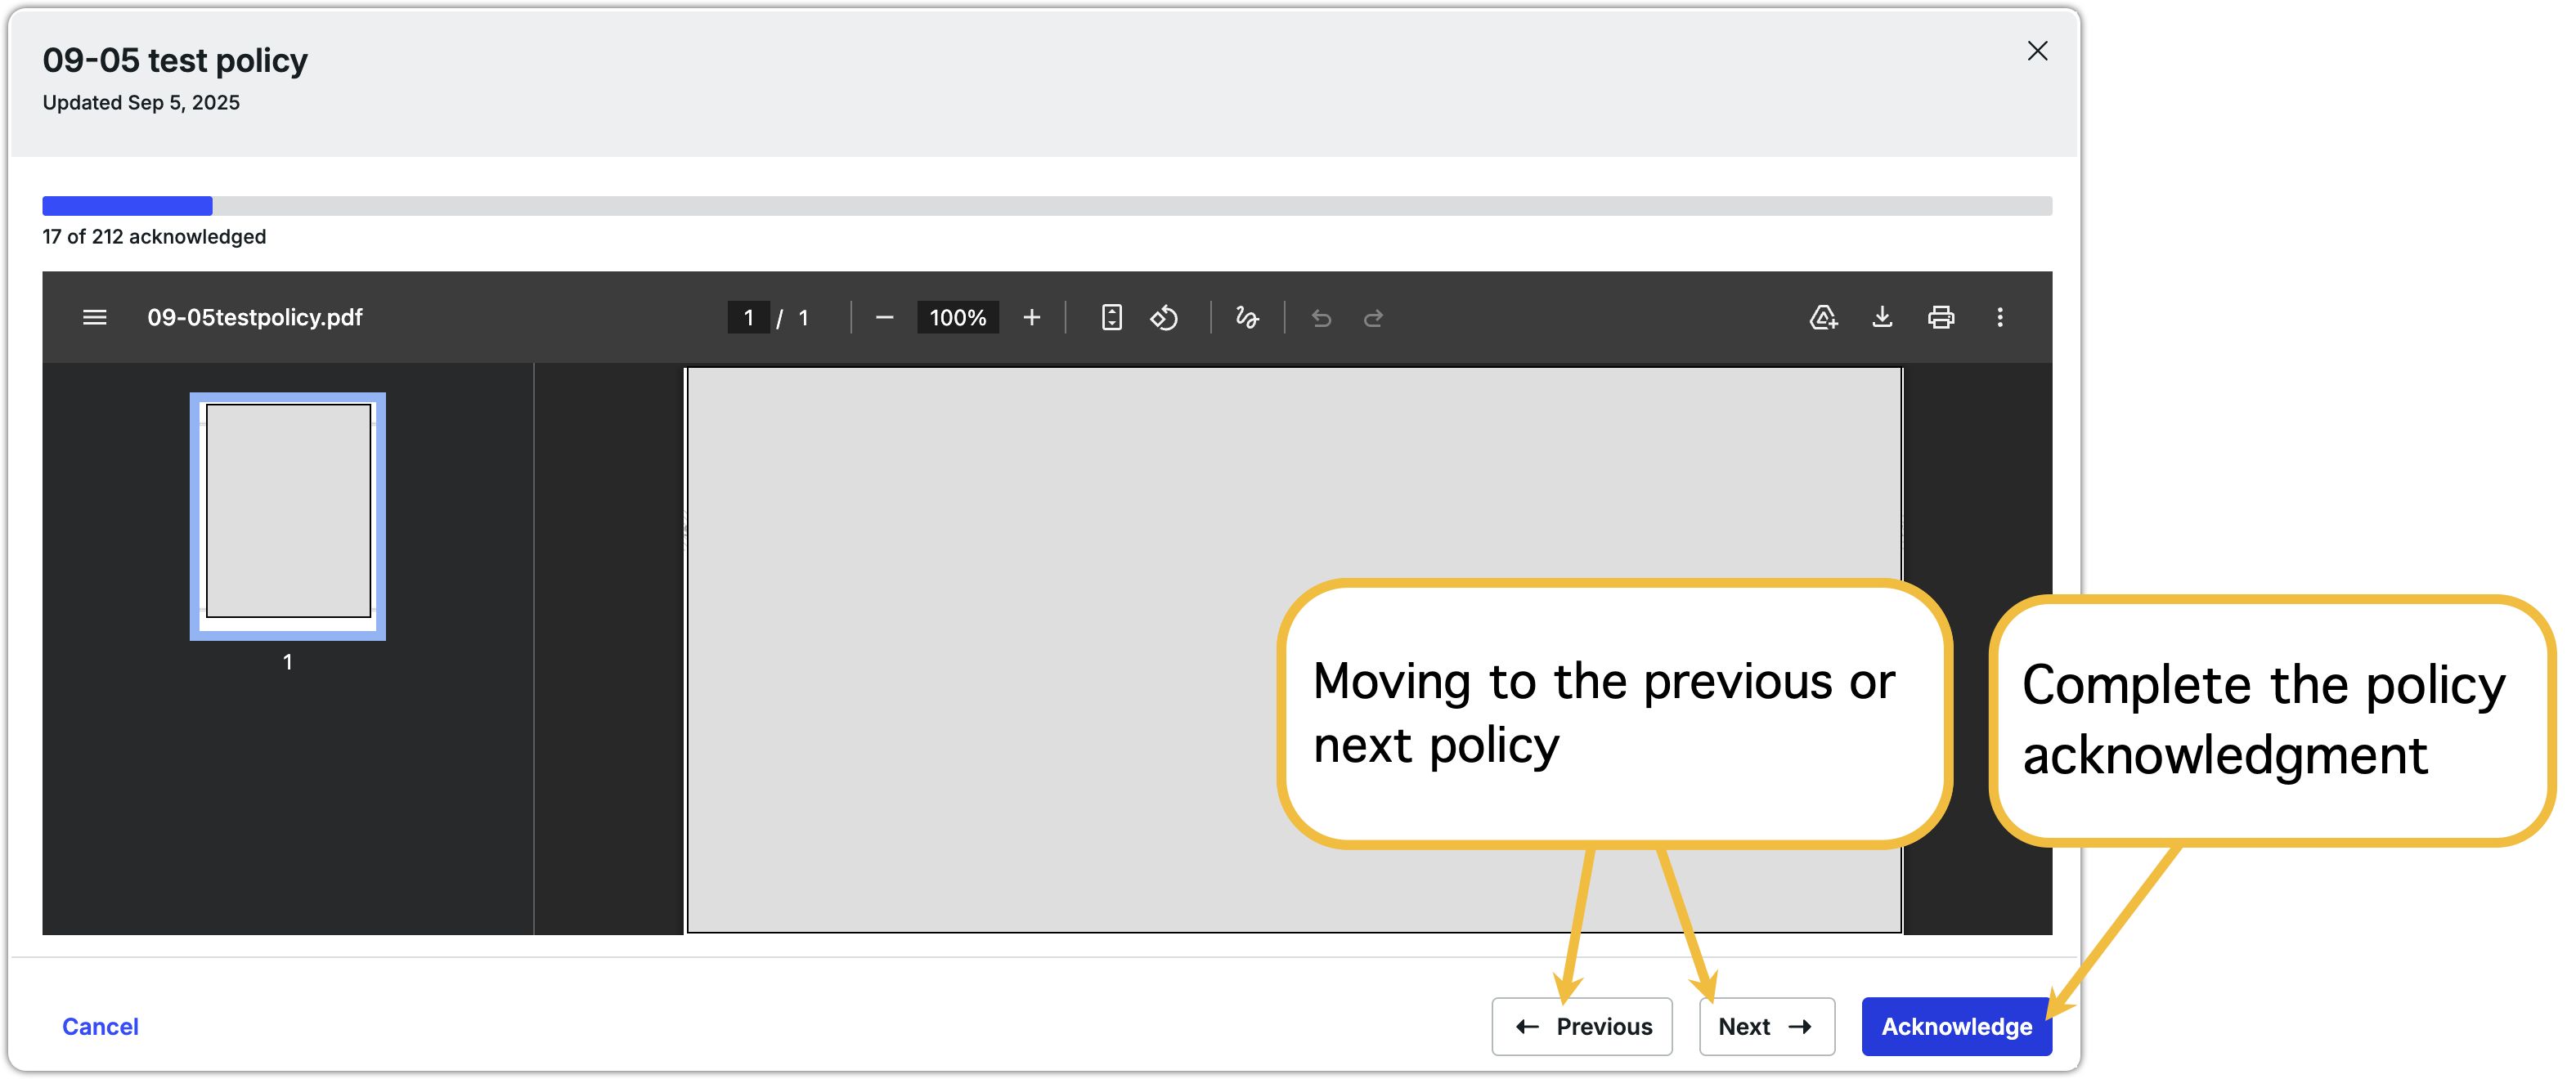 09-05 test policy
Updated Sep 5, 2025
17 of 212 acknowledged
09-05testpolicy.pdf
1 / 1
100%
1
Moving to the previous or
next policy
Complete the policy
acknowledgment
Cancel
Previous
Next
Acknowledge